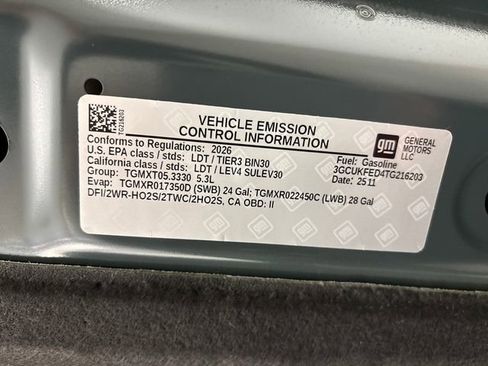 TG216203
VEHICLE EMISSION
CONTROL INFORMATION
gm
GENERAL
MOTORS
LLC
Conforms to Regulations: 2026
U.S. EPA class / stds: LDT / TIER3 BIN30
California class / stds: LDT / LEV4 SULEV30
Group: TGMXT05.3330 5.3L
Evap: TGMXR017350D (SWB) 24 Gal; TGMXR022450C (LWB) 28 Gal
DFI/2WR-HO2S/2TWC/2HO2S, CA OBD: II
Fuel: Gasoline
3GCUKFED4TG216203
Date: 25 11